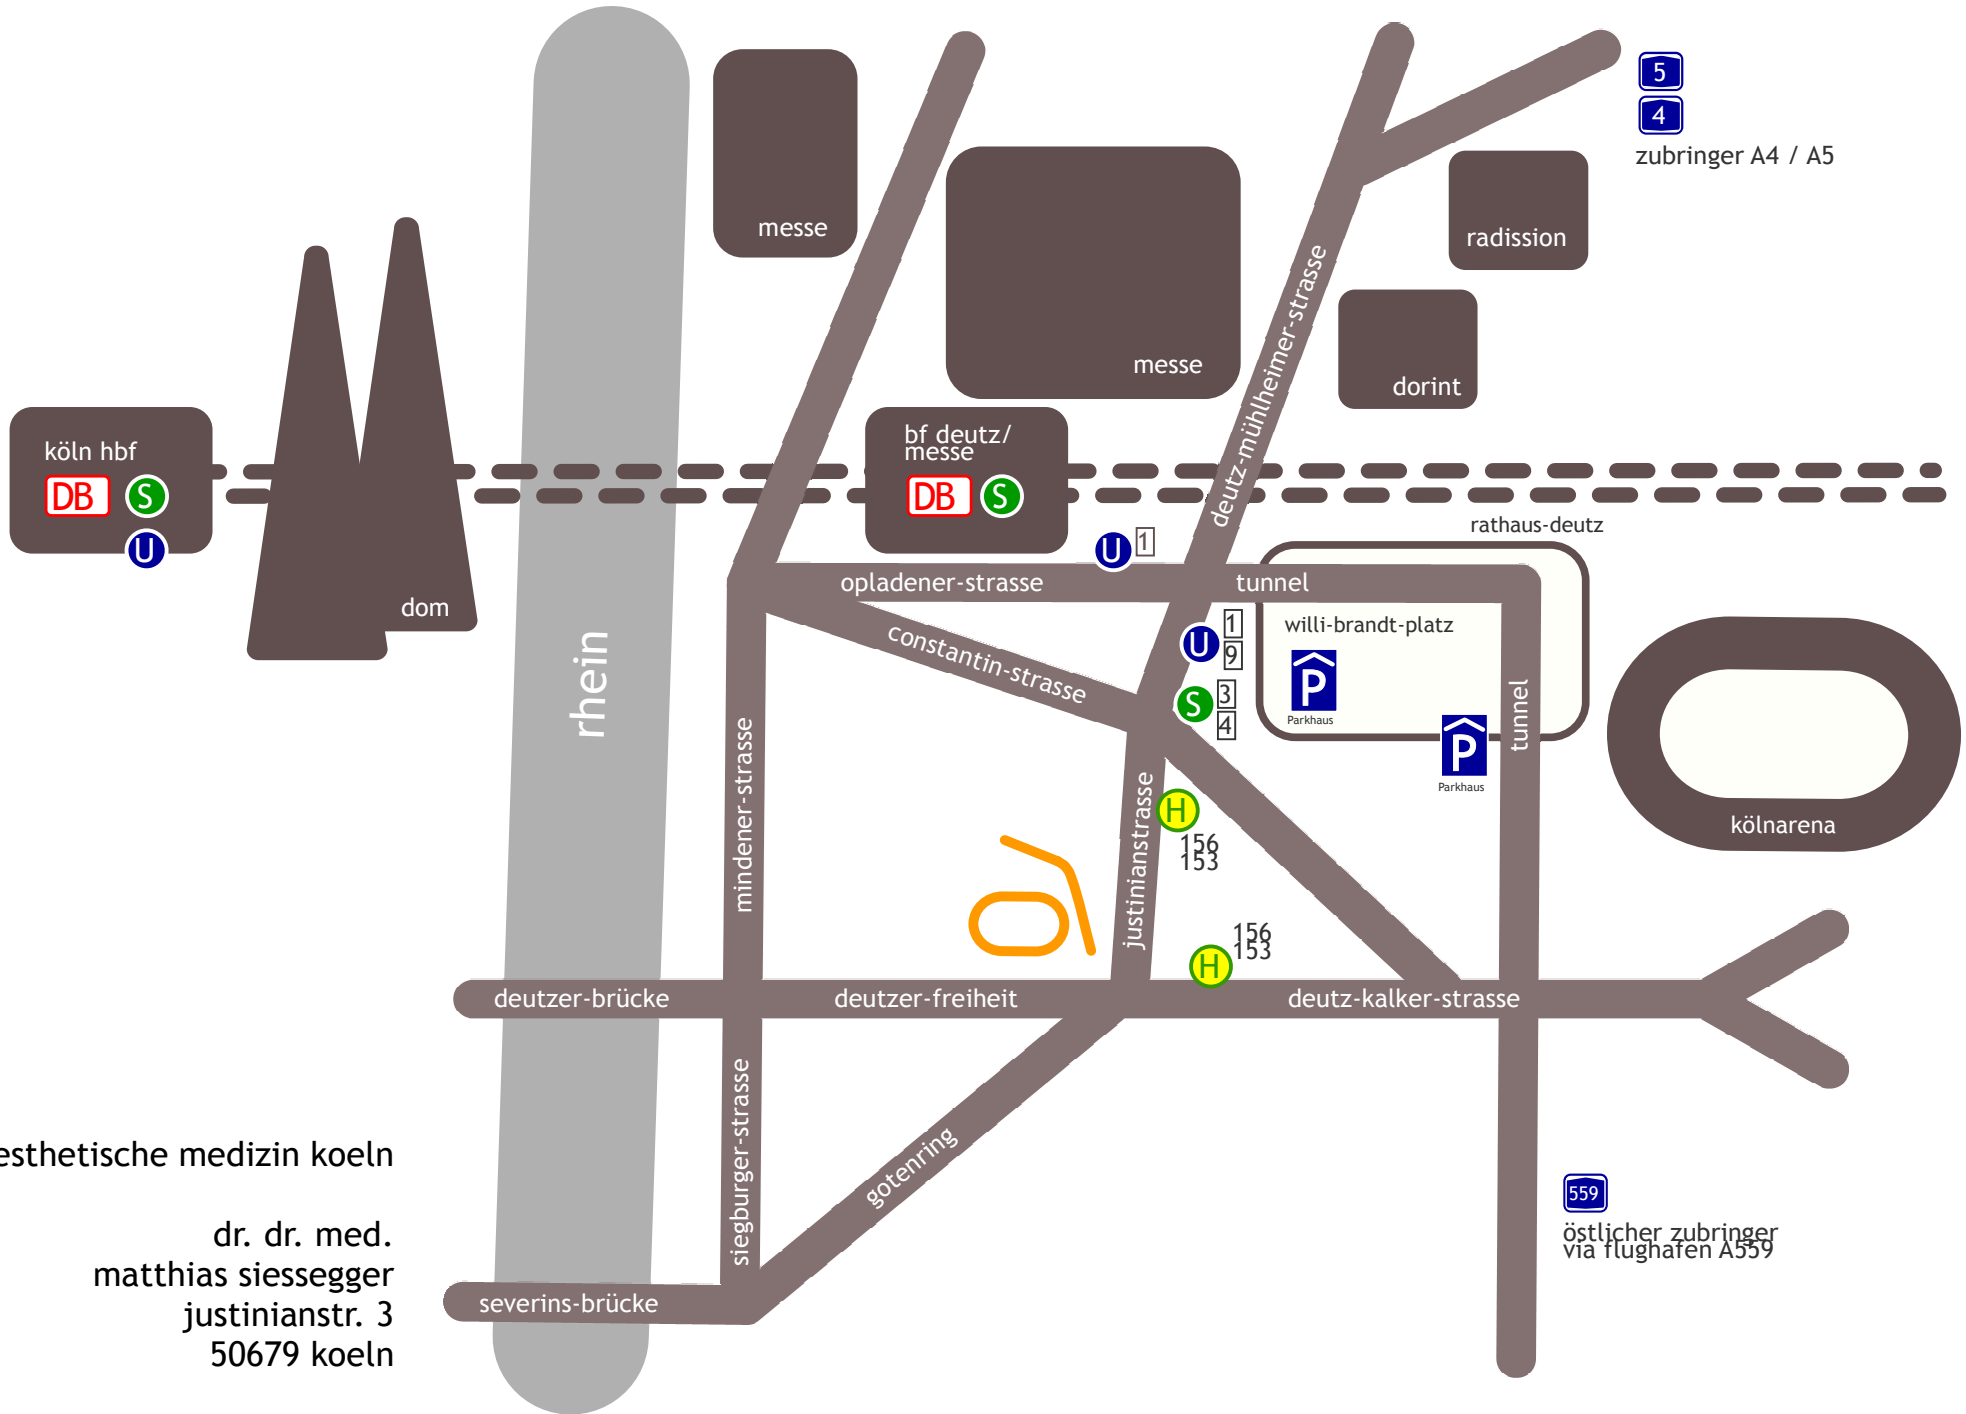 5
4
zubringer A4 / A5
messe
radission
messe
dorint
deutz-mühlheimer-strasse
köln hbf
DB S
U
dom
bf deutz/
messe
DB S
rathaus-deutz
U 1
opladener-strasse
tunnel
willi-brandt-platz
constantin-strasse
U 1
9
S 3
4
P
Parkhaus
P
Parkhaus
tunnel
rhein
mindener-strasse
justinianstrasse
H
156
153
kölnarena
156
153
H
deutzer-brücke
deutzer-freiheit
deutz-kalker-strasse
siegburger-strasse
gotenring
severins-brücke
559
östlicher zubringer
via flughafen A559
esthetische medizin koeln
dr. dr. med.
matthias siessegger
justinianstr. 3
50679 koeln